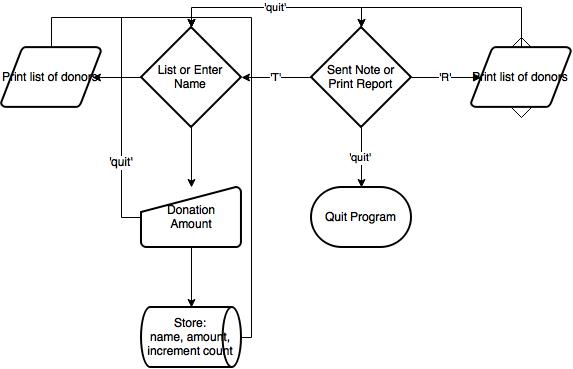 'quit'
Print list of donors
List or Enter
Name
'T'
Sent Note or
Print Report
'R'
Print list of donors
'quit'
'quit'
Donation
Amount
Quit Program
Store:
name, amount,
increment count